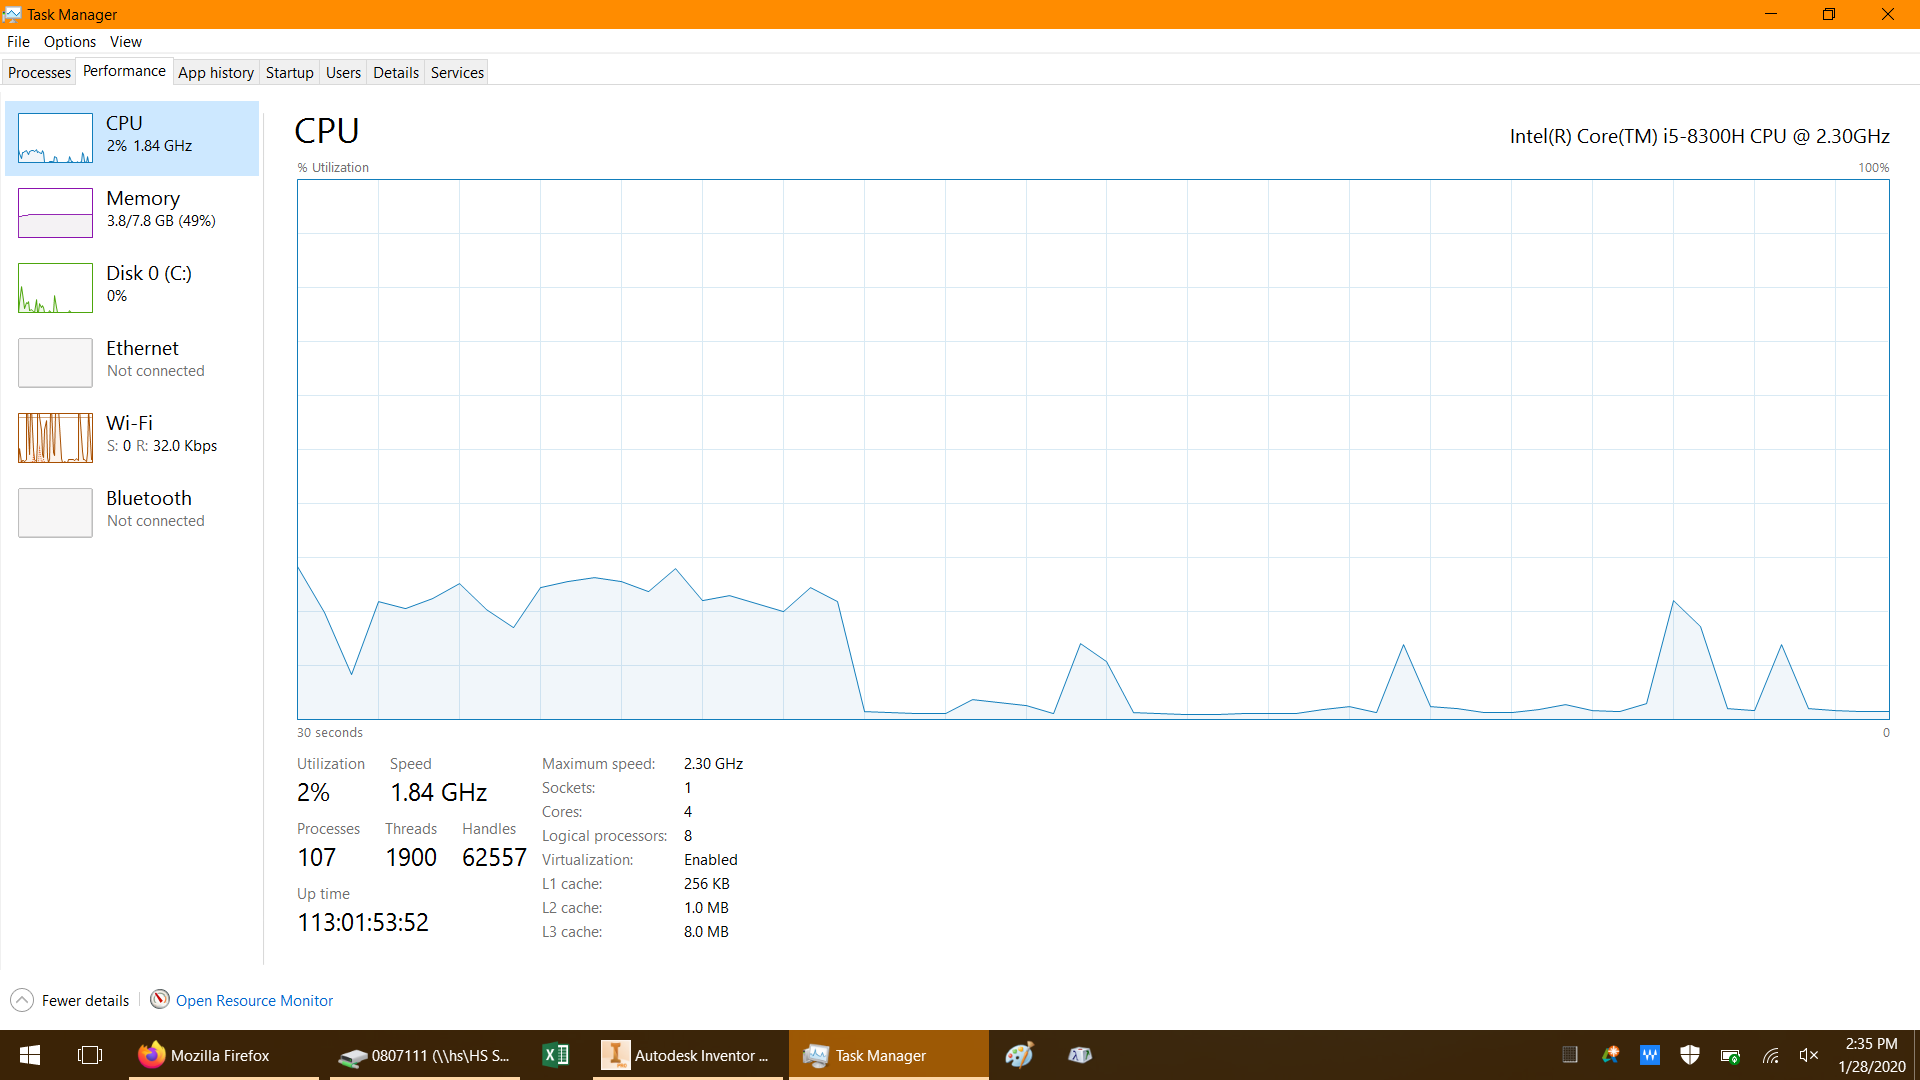 Task Manager
File Options View
Processes Performance App history Startup Users Details Services
CPU
2% 1.84 GHz
Memory
3.8/7.8 GB (49%)
Disk 0 (C:)
0%
Ethernet
Not connected
Wi-Fi
S: 0 R: 32.0 Kbps
Bluetooth
Not connected
CPU
Intel(R) Core(TM) i5-8300H CPU @ 2.30GHz
% Utilization
100%
30 seconds
0
Utilization Speed
2% 1.84 GHz
Processes Threads Handles
107 1900 62557
Up time
113:01:53:52
Maximum speed: 2.30 GHz
Sockets: 1
Cores: 4
Logical processors: 8
Virtualization: Enabled
L1 cache: 256 KB
L2 cache: 1.0 MB
L3 cache: 8.0 MB
Fewer details
Open Resource Monitor
Mozilla Firefox
0807111 (\\hs\HS S...
Autodesk Inventor ...
Task Manager
2:35 PM
1/28/2020